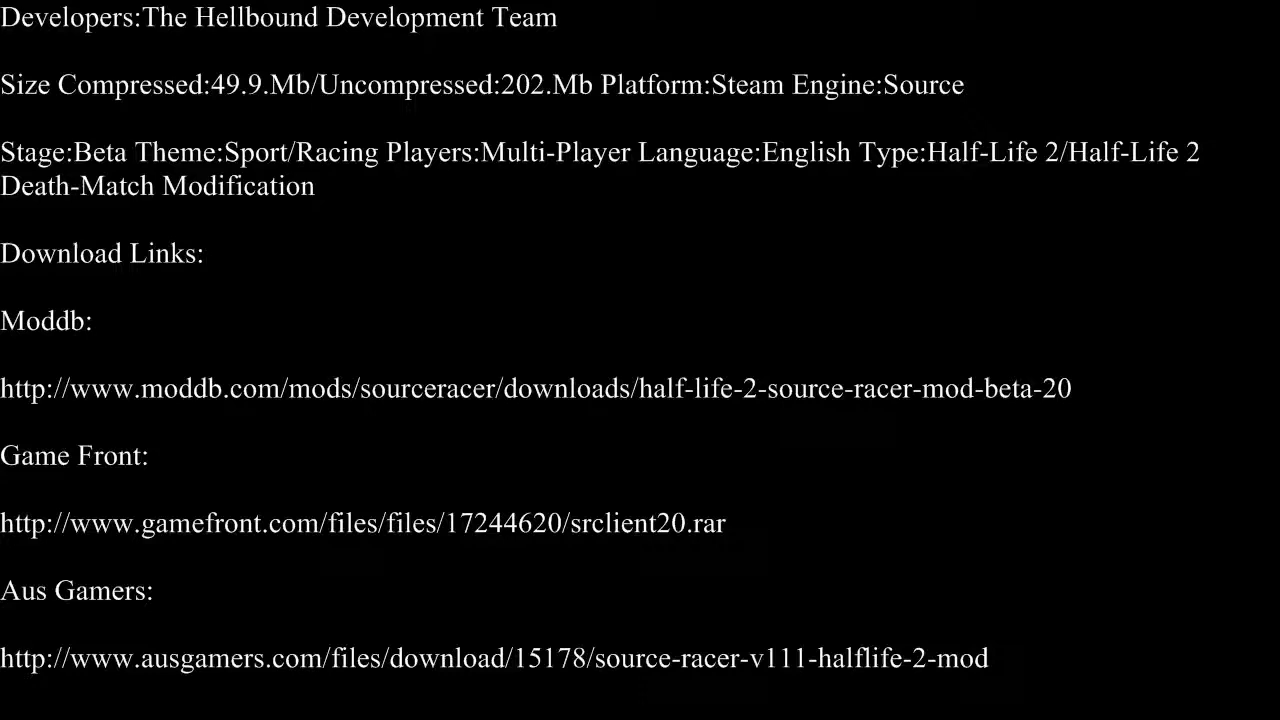 Developers:The Hellbound Development Team
Size Compressed:49.9.Mb/Uncompressed:202.Mb Platform:Steam Engine:Source
Stage:Beta Theme:Sport/Racing Players:Multi-Player Language:English Type:Half-Life 2/Half-Life 2
Death-Match Modification
Download Links:
Moddb:
http://www.moddb.com/mods/sourceracer/downloads/half-life-2-source-racer-mod-beta-20
Game Front:
http://www.gamefront.com/files/files/17244620/srclient20.rar
Aus Gamers:
http://www.ausgamers.com/files/download/15178/source-racer-v111-halflife-2-mod